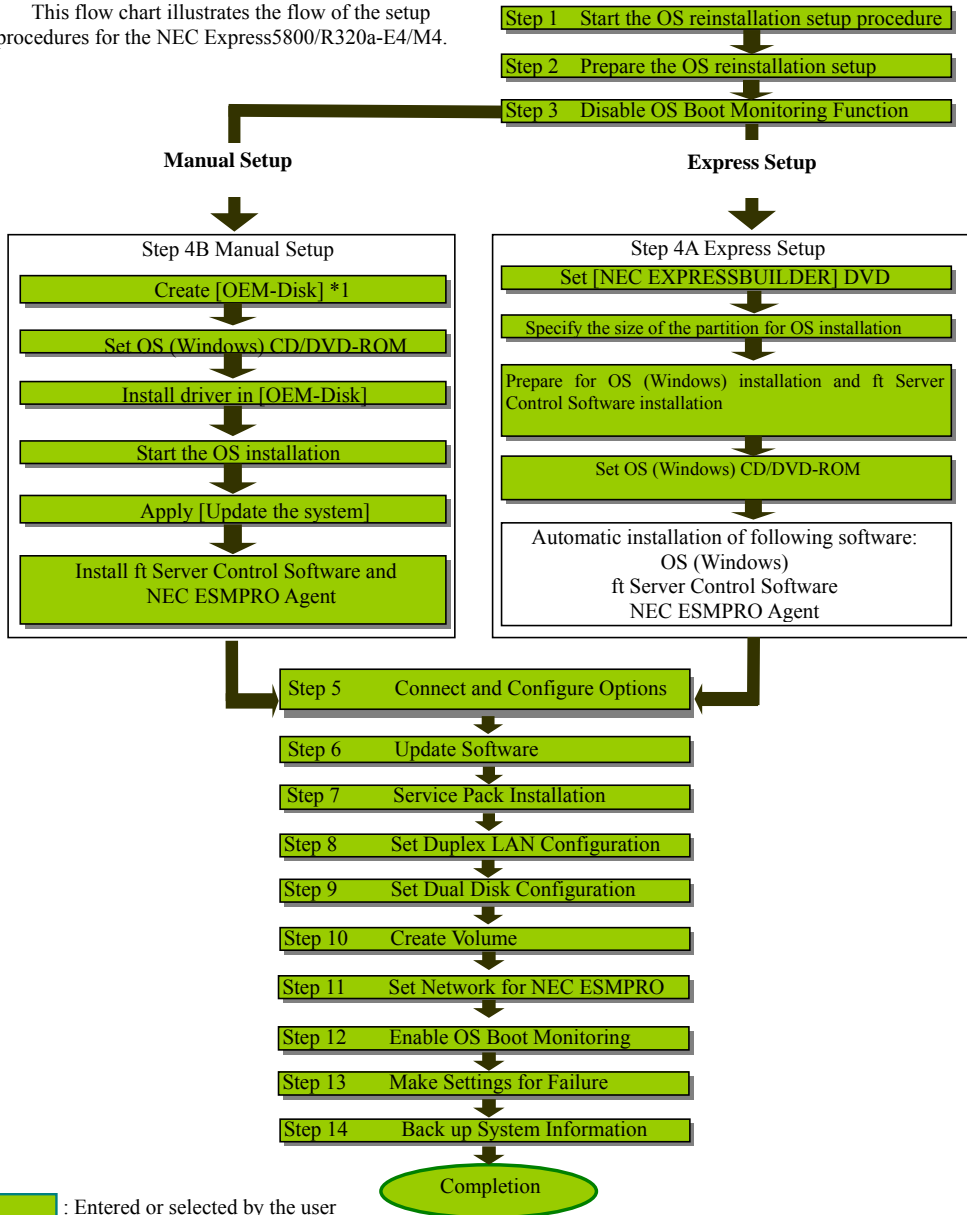 This flow chart illustrates the flow of the setup
procedures for the NEC Express5800/R320a-E4/M4.
Step 1 Start the OS reinstallation setup procedure
Step 2 Prepare the OS reinstallation setup
Step 3 Disable OS Boot Monitoring Function
Manual Setup
Express Setup
Step 4B Manual Setup
Create [OEM-Disk] *1
Set OS (Windows) CD/DVD-ROM
Install driver in [OEM-Disk]
Start the OS installation
Apply [Update the system]
Install ft Server Control Software and
NEC ESMPRO Agent
Step 4A Express Setup
Set [NEC EXPRESSBUILDER] DVD
Specify the size of the partition for OS installation
Prepare for OS (Windows) installation and ft Server
Control Software installation
Set OS (Windows) CD/DVD-ROM
Automatic installation of following software:
OS (Windows)
ft Server Control Software
NEC ESMPRO Agent
Step 5 Connect and Configure Options
Step 6 Update Software
Step 7 Service Pack Installation
Step 8 Set Duplex LAN Configuration
Step 9 Set Dual Disk Configuration
Step 10 Create Volume
Step 11 Set Network for NEC ESMPRO
Step 12 Enable OS Boot Monitoring
Step 13 Make Settings for Failure
Step 14 Back up System Information
Completion
: Entered or selected by the user